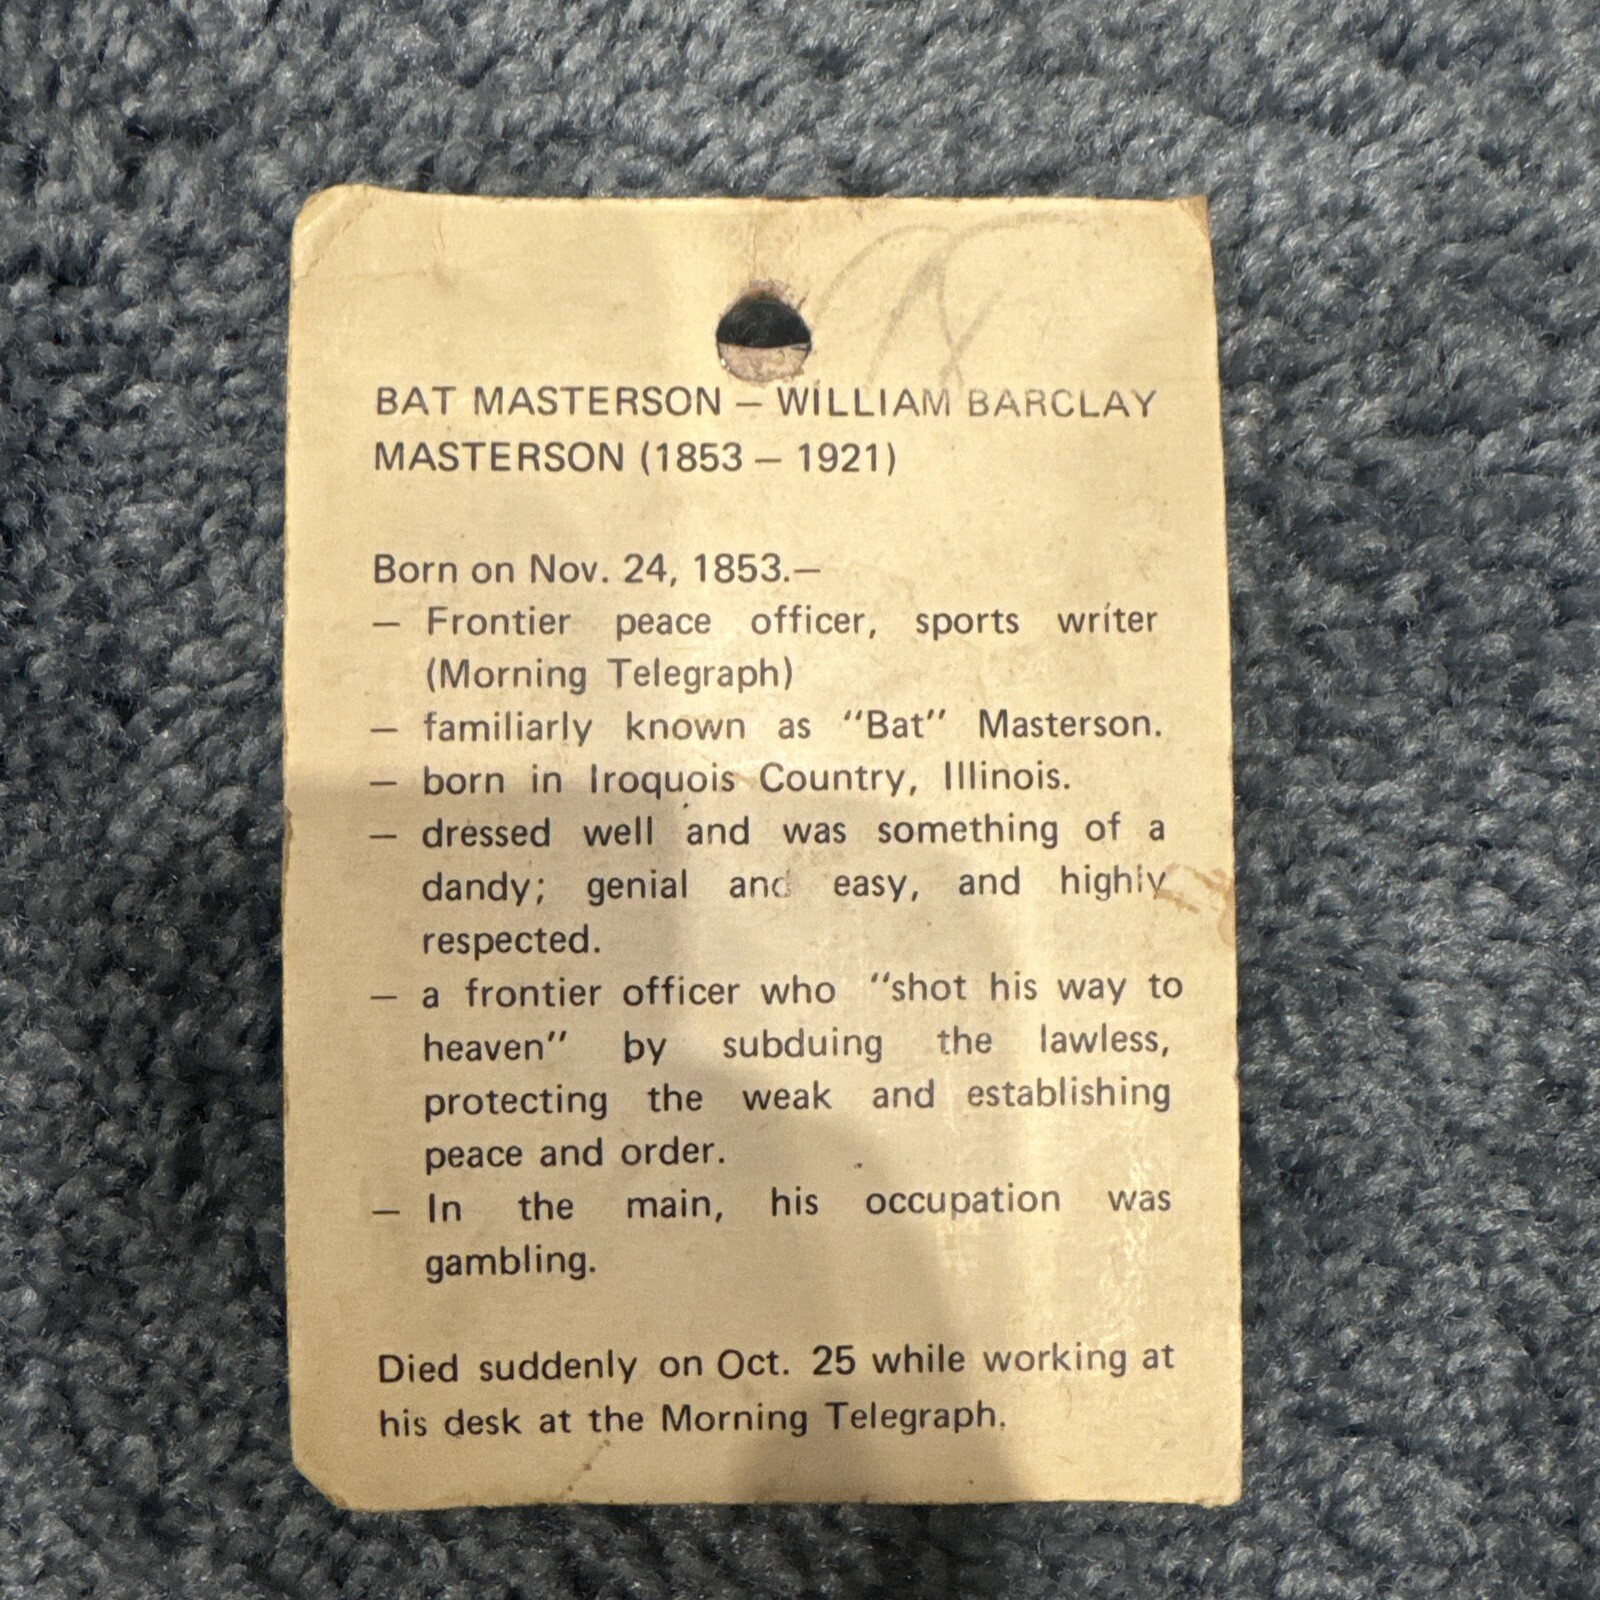 BAT MASTERSON – WILLIAM BARCLAY
MASTERSON (1853 – 1921)
Born on Nov. 24, 1853.–
– Frontier peace officer, sports writer
(Morning Telegraph)
– familiarly known as “Bat” Masterson.
– born in Iroquois Country, Illinois.
– dressed well and was something of a
dandy; genial and easy, and highly
respected.
– a frontier officer who “shot his way to
heaven” by subduing the lawless,
protecting the weak and establishing
peace and order.
– In the main, his occupation was
gambling.
Died suddenly on Oct. 25 while working at
his desk at the Morning Telegraph.